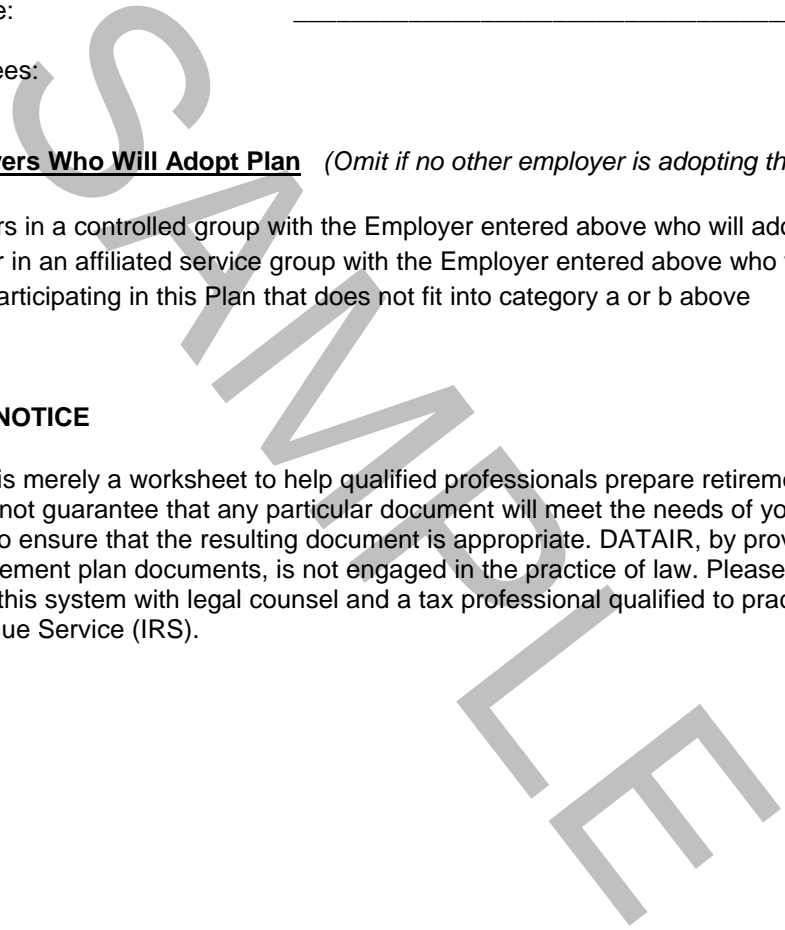 e: ________________________________
ees:
vers Who Will Adopt Plan (Omit if no other employer is adopting th
rs in a controlled group with the Employer entered above who will ado
r in an affiliated service group with the Employer entered above who
articipating in this Plan that does not fit into category a or b above
NOTICE
is merely a worksheet to help qualified professionals prepare retireme
not guarantee that any particular document will meet the needs of yo
o ensure that the resulting document is appropriate. DATAIR, by prov
ement plan documents, is not engaged in the practice of law. Please
this system with legal counsel and a tax professional qualified to prac
ue Service (IRS).
SAMPLE